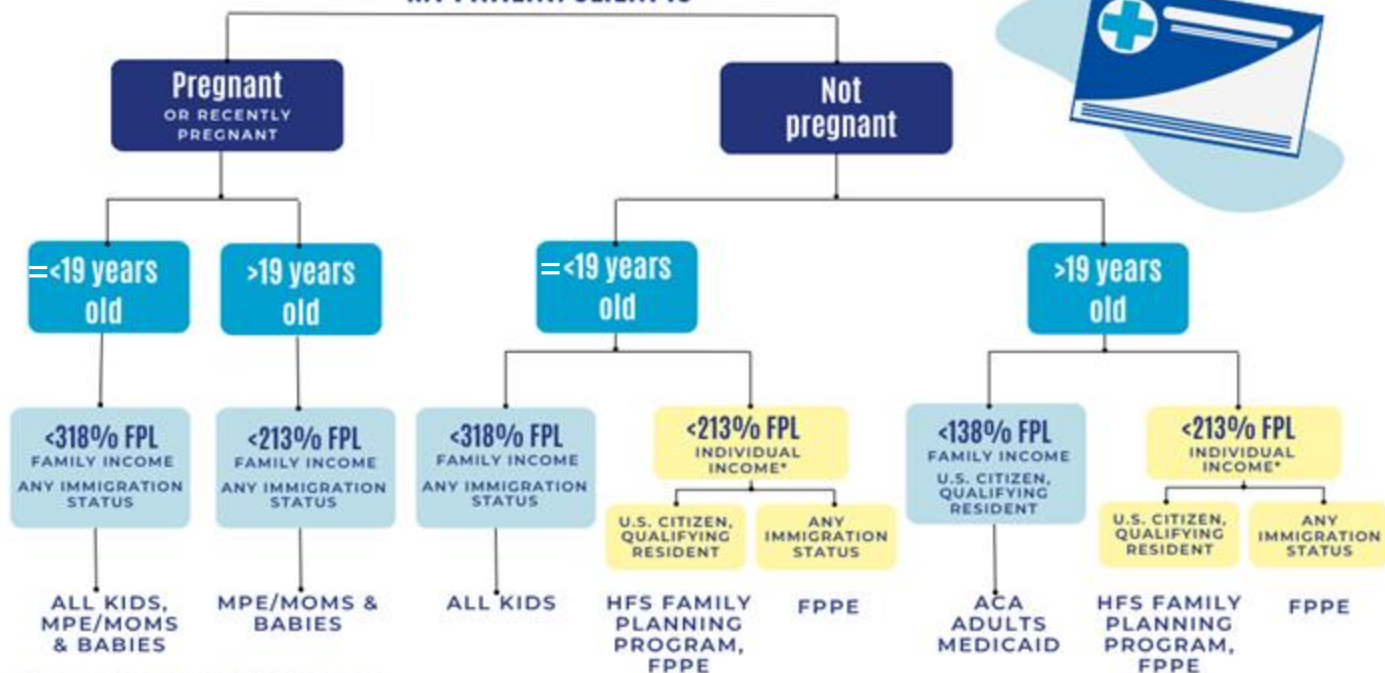 Pregnant
OR RECENTLY
PREGNANT
Not
pregnant
=<19 years
old
>19 years
old
=<19 years
old
>19 years
old
<318% FPL
FAMILY INCOME
ANY IMMIGRATION
STATUS
<213% FPL
FAMILY INCOME
ANY IMMIGRATION
STATUS
<318% FPL
FAMILY INCOME
ANY IMMIGRATION
STATUS
<213% FPL
INDIVIDUAL
INCOME*
U.S. CITIZEN,
QUALIFYING
RESIDENT
ANY
IMMIGRATION
STATUS
<138% FPL
FAMILY INCOME
U.S. CITIZEN,
QUALIFYING
RESIDENT
<213% FPL
INDIVIDUAL
INCOME*
U.S. CITIZEN,
QUALIFYING
RESIDENT
ANY
IMMIGRATION
STATUS
ALL KIDS,
MPE/MOMS
& BABIES
MPE/MOMS &
BABIES
ALL KIDS
HFS FAMILY
PLANNING
PROGRAM,
FPPE
FPPE
ACA
ADULTS
MEDICAID
HFS FAMILY
PLANNING
PROGRAM,
FPPE
FPPE